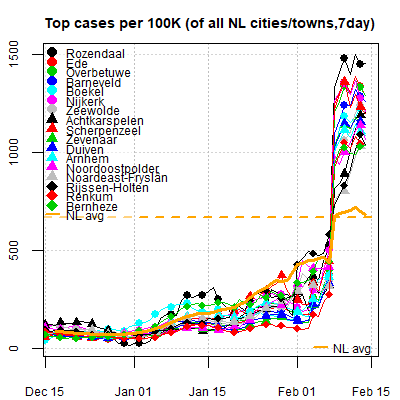 Top cases per 100K (of all NL cities/towns,7day)
1500
1000
500
0
Rozendaal
Ede
Overbetuwe
Barneveld
Boekel
Nijkerk
Zeewolde
Achtkarspelen
Scherpenzeel
Zevenaar
Duiven
Arnhem
Noordoostpolder
Noardeast-Fryslan
Rijssen-Holten
Renkum
Bernheze
NL avg
NL avg
Dec 15
Jan 01
Jan 15
Feb 01
Feb 15